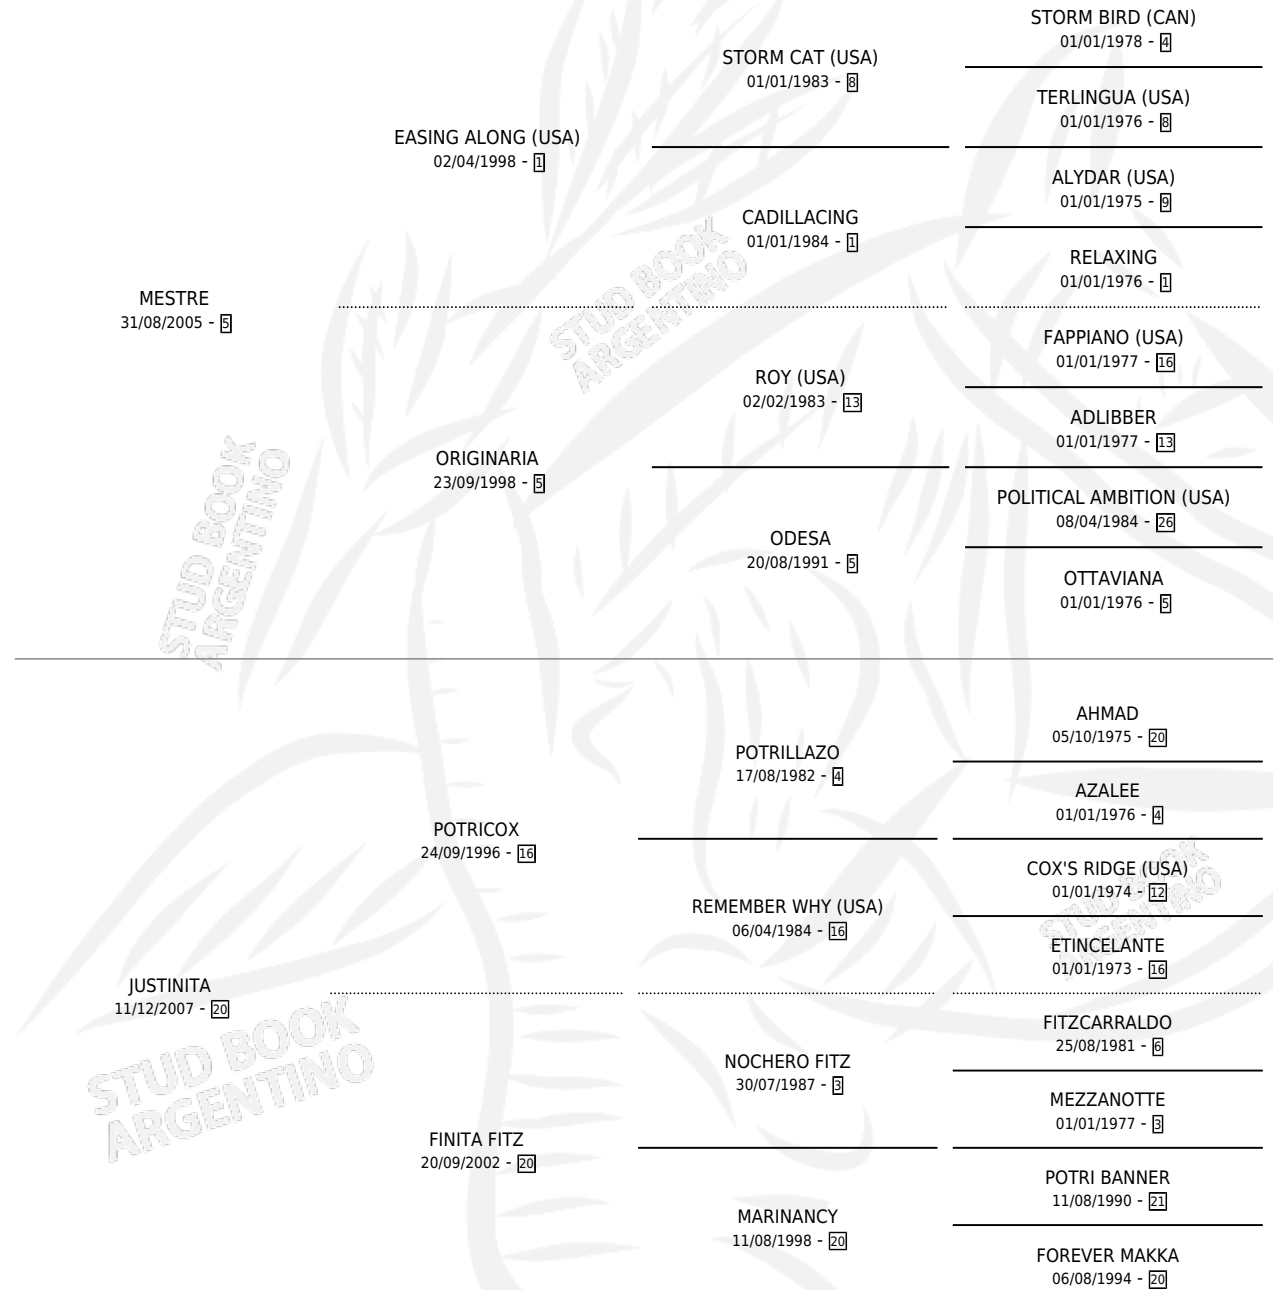 STORM BIRD (CAN)
01/01/1978 - 4
STORM CAT (USA)
01/01/1983 - 8
TERLINGUA (USA)
01/01/1976 - 8
EASING ALONG (USA)
02/04/1998 - 1
ALYDAR (USA)
01/01/1975 - 9
CADILLACING
01/01/1984 - 1
RELAXING
01/01/1976 - 1
MESTRE
31/08/2005 - 5
FAPPIANO (USA)
01/01/1977 - 16
ROY (USA)
02/02/1983 - 13
ADLIBBER
01/01/1977 - 13
ORIGINARIA
23/09/1998 - 5
POLITICAL AMBITION (USA)
08/04/1984 - 26
ODESA
20/08/1991 - 5
OTTAVIANA
01/01/1976 - 5
AHMAD
05/10/1975 - 20
POTRILLAZO
17/08/1982 - 4
AZALEE
01/01/1976 - 4
POTRICOX
24/09/1996 - 16
COX'S RIDGE (USA)
01/01/1974 - 12
REMEMBER WHY (USA)
06/04/1984 - 16
ETINCELANTE
01/01/1973 - 16
JUSTINITA
11/12/2007 - 20
FITZCARRALDO
25/08/1981 - 6
NOCHERO FITZ
30/07/1987 - 3
MEZZANOTTE
01/01/1977 - 3
FINITA FITZ
20/09/2002 - 20
POTRI BANNER
11/08/1990 - 21
MARINANCY
11/08/1998 - 20
FOREVER MAKKA
06/08/1994 - 20
STUD BOOK
ARGENTINO
STUD BOOK
ARGENTINO
STUD BOOK
ARGENTINO
STUD BOOK
ARGENTINO